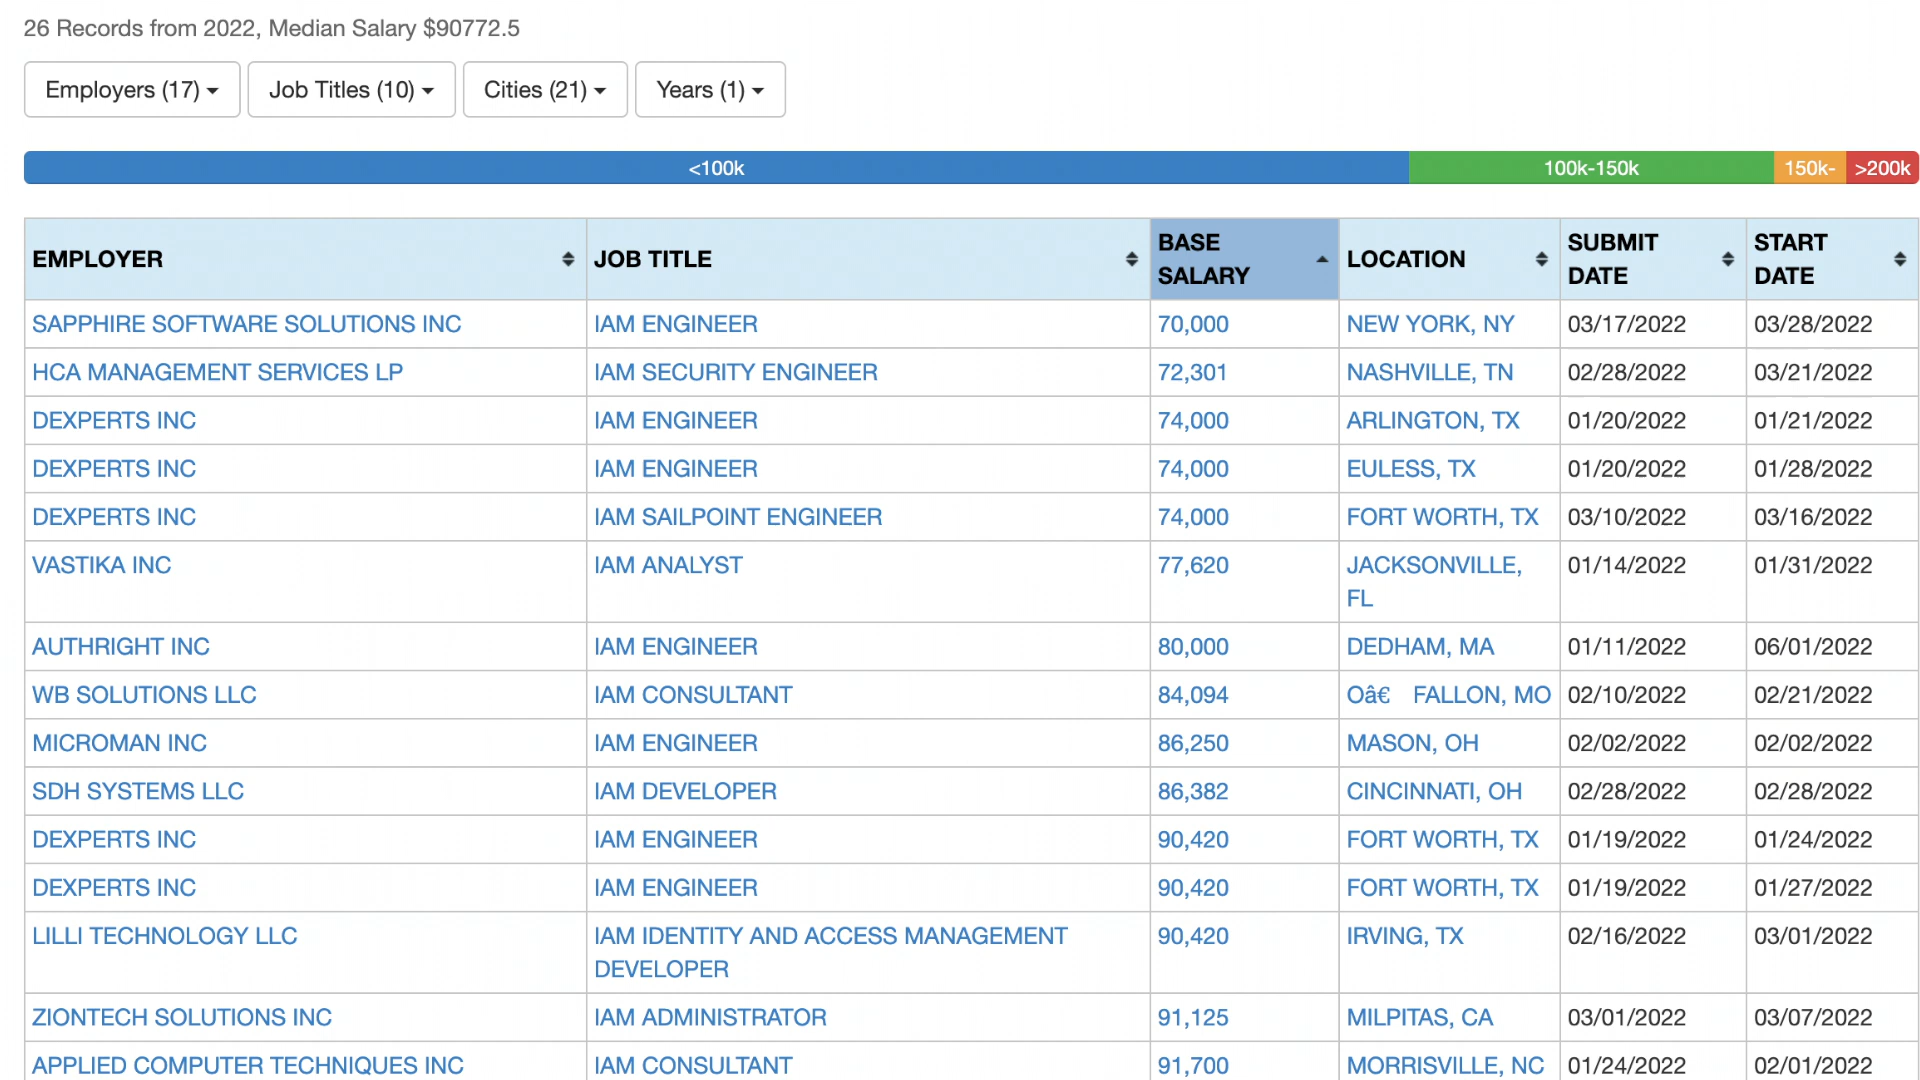 26 Records from 2022, Median Salary $90772.5
Employers (17) Job Titles (10) Cities (21) Years (1)
<100k 100k-150k 150k- >200k
EMPLOYER JOB TITLE BASE SALARY LOCATION SUBMIT DATE START DATE
SAPPHIRE SOFTWARE SOLUTIONS INC IAM ENGINEER 70,000 NEW YORK, NY 03/17/2022 03/28/2022
HCA MANAGEMENT SERVICES LP IAM SECURITY ENGINEER 72,301 NASHVILLE, TN 02/28/2022 03/21/2022
DEXPERTS INC IAM ENGINEER 74,000 ARLINGTON, TX 01/20/2022 01/21/2022
DEXPERTS INC IAM ENGINEER 74,000 EULESS, TX 01/20/2022 01/28/2022
DEXPERTS INC IAM SAILPOINT ENGINEER 74,000 FORT WORTH, TX 03/10/2022 03/16/2022
VASTIKA INC IAM ANALYST 77,620 JACKSONVILLE, FL 01/14/2022 01/31/2022
AUTHRIGHT INC IAM ENGINEER 80,000 DEDHAM, MA 01/11/2022 06/01/2022
WB SOLUTIONS LLC IAM CONSULTANT 84,094 Oâ€ FALLON, MO 02/10/2022 02/21/2022
MICROMAN INC IAM ENGINEER 86,250 MASON, OH 02/02/2022 02/02/2022
SDH SYSTEMS LLC IAM DEVELOPER 86,382 CINCINNATI, OH 02/28/2022 02/28/2022
DEXPERTS INC IAM ENGINEER 90,420 FORT WORTH, TX 01/19/2022 01/24/2022
DEXPERTS INC IAM ENGINEER 90,420 FORT WORTH, TX 01/19/2022 01/27/2022
LILLI TECHNOLOGY LLC IAM IDENTITY AND ACCESS MANAGEMENT DEVELOPER 90,420 IRVING, TX 02/16/2022 03/01/2022
ZIONTECH SOLUTIONS INC IAM ADMINISTRATOR 91,125 MILPITAS, CA 03/01/2022 03/07/2022
APPLIED COMPUTER TECHNIQUES INC IAM CONSULTANT 91,700 MORRISVILLE, NC 01/24/2022 02/01/2022